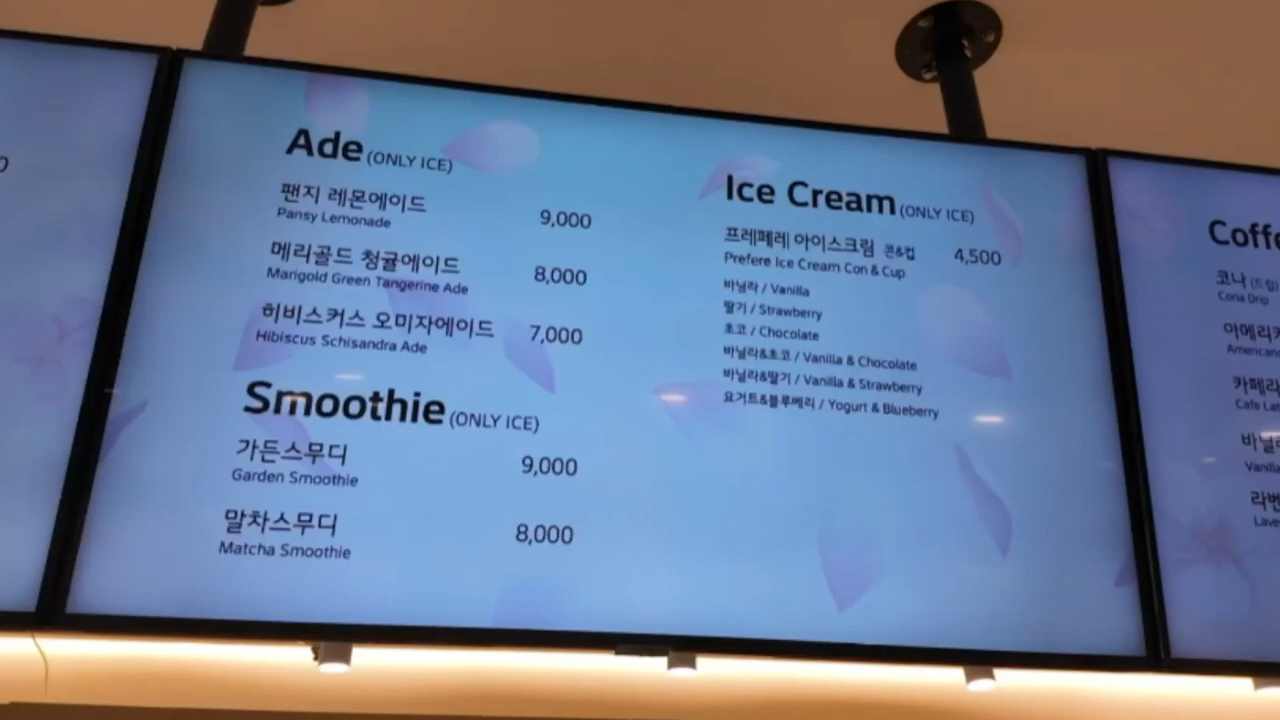 Ade (ONLY ICE)
팬지 레몬에이드 9,000
Pansy Lemonade
메리골드 청귤에이드 8,000
Marigold Green Tangerine Ade
허비스커스 오미자에이드 7,000
Hibiscus Schisandra Ade
Smoothie (ONLY ICE)
가든스무디 9,000
Garden Smoothie
말차스무디 8,000
Matcha Smoothie
Ice Cream (ONLY ICE)
프레페레 아이스크림 콘&컵 4,500
Prefere Ice Cream Con & Cup
바닐라 / Vanilla
딸기 / Strawberry
초코 / Chocolate
바닐라&초코 / Vanilla & Chocolate
바닐라&딸기 / Vanilla & Strawberry
요거트&블루베리 / Yogurt & Blueberry
코나 (드립)
Cona Drip
Cafe